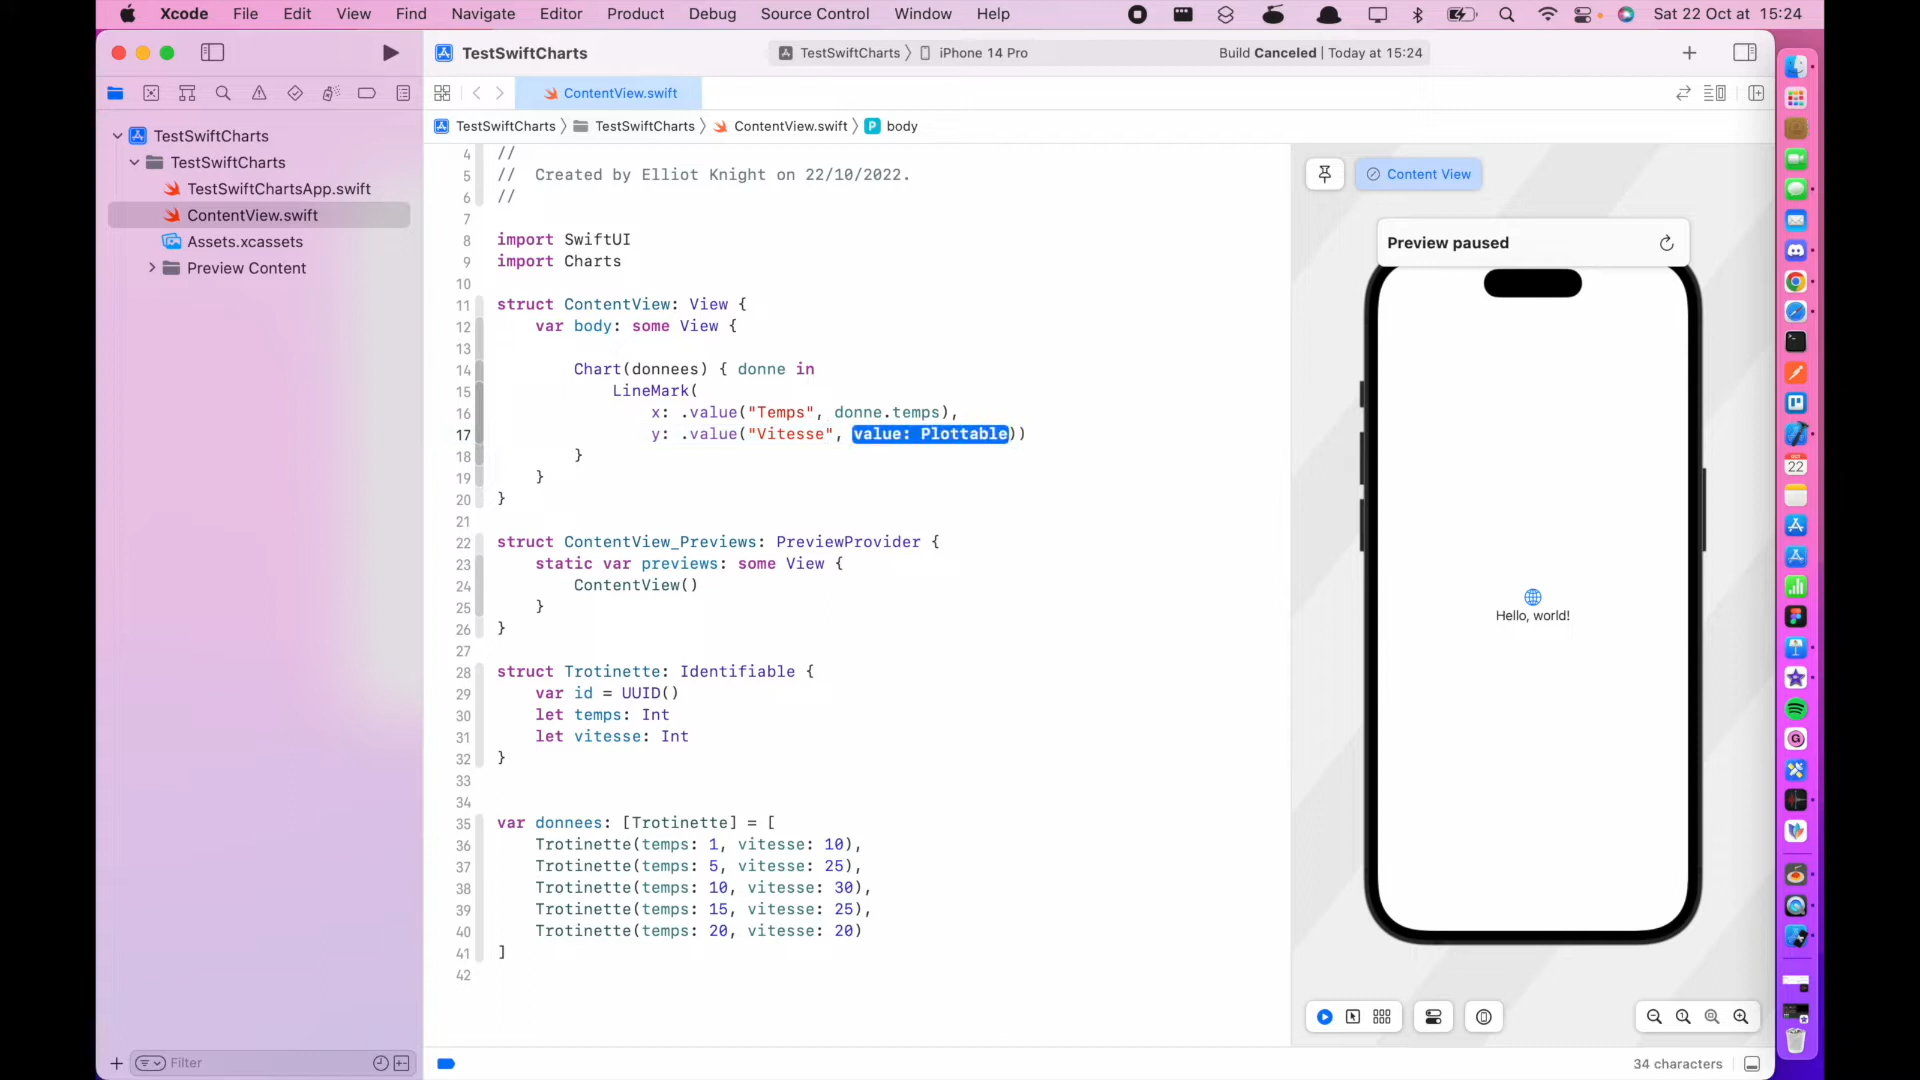 Xcode File Edit View Find Navigate Editor Product Debug Source Control Window Help Sat 22 Oct at 15:24
TestSwiftCharts TestSwiftCharts iPhone 14 Pro Build Canceled | Today at 15:24
ContentView.swift
TestSwiftCharts TestSwiftCharts ContentView.swift P body
TestSwiftCharts
TestSwiftCharts
TestSwiftChartsApp.swift
ContentView.swift
Assets.xcassets
Preview Content
Filter
4 //
5 // Created by Elliot Knight on 22/10/2022.
6 //
7
8 import SwiftUI
9 import Charts
10
11 struct ContentView: View {
12 var body: some View {
13
14 Chart(donnees) { donne in
15 LineMark(
16 x: .value("Temps", donne.temps),
17 y: .value("Vitesse", value: Plottable))
18 }
19 }
20 }
21
22 struct ContentView_Previews: PreviewProvider {
23 static var previews: some View {
24 ContentView()
25 }
26 }
27
28 struct Trotinette: Identifiable {
29 var id = UUID()
30 let temps: Int
31 let vitesse: Int
32 }
33
34
35 var donnees: [Trotinette] = [
36 Trotinette(temps: 1, vitesse: 10),
37 Trotinette(temps: 5, vitesse: 25),
38 Trotinette(temps: 10, vitesse: 30),
39 Trotinette(temps: 15, vitesse: 25),
40 Trotinette(temps: 20, vitesse: 20)
41 ]
42
Content View
Preview paused
Hello, world!
34 characters
OCT
22